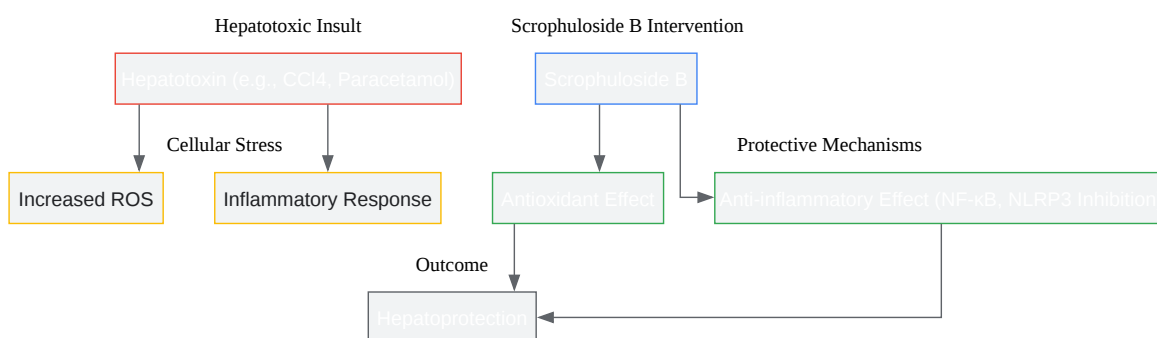 Hepatotoxic Insult
Scrophuloside B Intervention
Hepatotoxin (e.g., CCl4, Paracetamol)
Scrophuloside B
Cellular Stress
Protective Mechanisms
Increased ROS
Inflammatory Response
Antioxidant Effect
Anti-inflammatory Effect (NF-κB, NLRP3 Inhibition
Outcome
Hepatoprotection